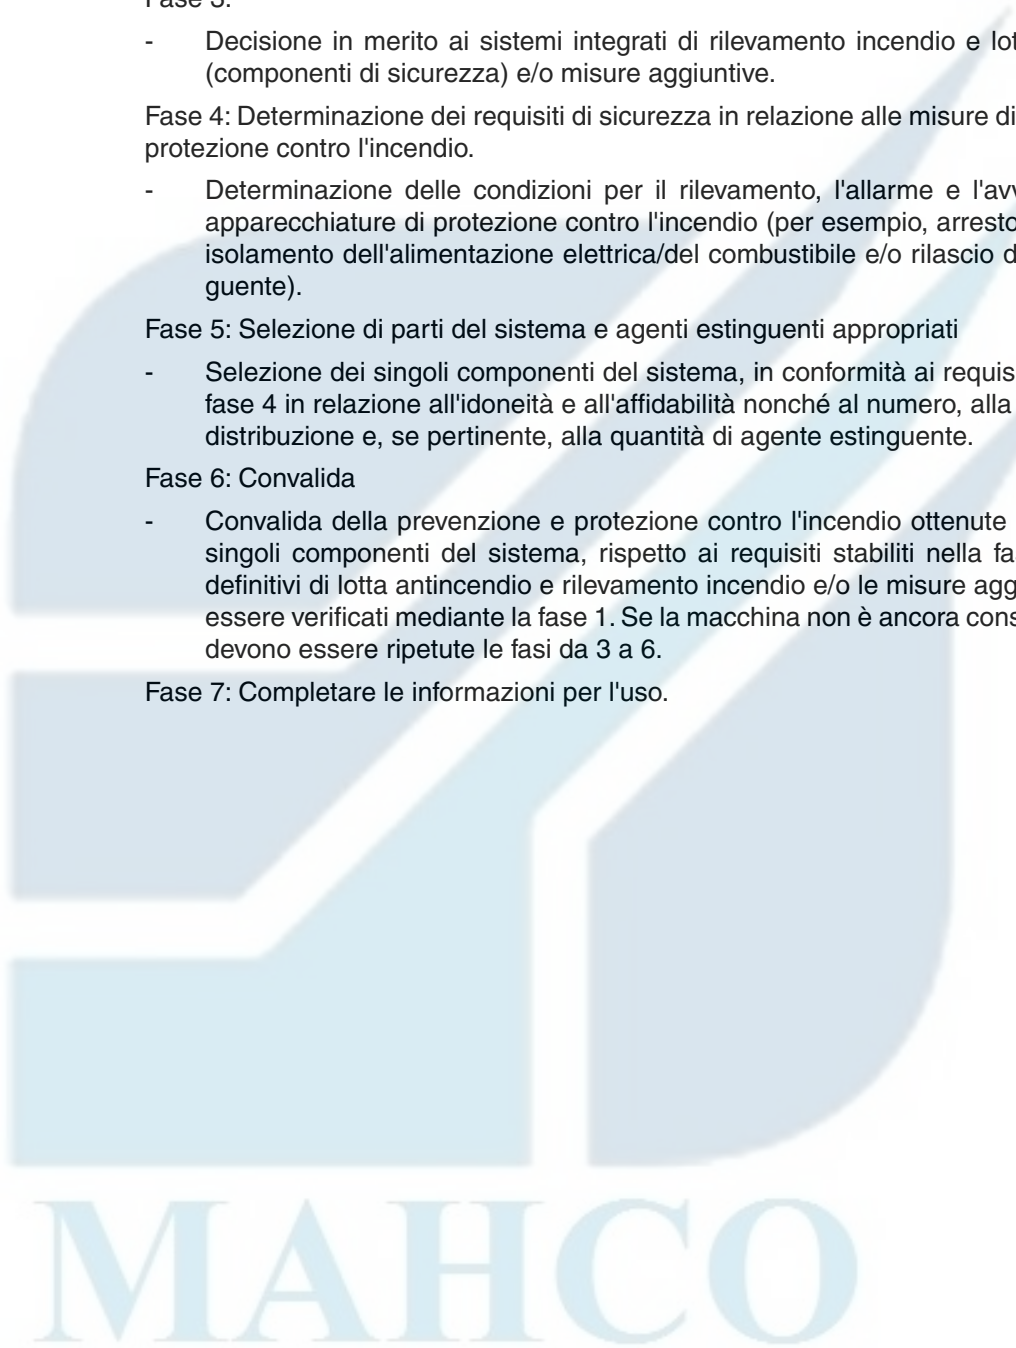 Fase 3:
- Decisione in merito ai sistemi integrati di rilevamento incendio e
(componenti di sicurezza) e/o misure aggiuntive.
Fase 4: Determinazione dei requisiti di sicurezza in relazione alle misure di
protezione contro l'incendio.
- Determinazione delle condizioni per il rilevamento, l'allarme e
apparecchiature di protezione contro l'incendio (per esempio, arresto
isolamento dell'alimentazione elettrica/del combustibile e/o rilascio
guente).
Fase 5: Selezione di parti del sistema e agenti estinguenti appropriati
- Selezione dei singoli componenti del sistema, in conformità ai
fase 4 in relazione all'idoneità e all'affidabilità nonché al numero, alla
distribuzione e, se pertinente, alla quantità di agente estinguente.
Fase 6: Convalida
- Convalida della prevenzione e protezione contro l'incendio ottenute
singoli componenti del sistema, rispetto ai requisiti stabiliti nella
definitivi di lotta antincendio e rilevamento incendio e/o le misure
essere verificati mediante la fase 1. Se la macchina non è ancora
devono essere ripetute le fasi da 3 a 6.
Fase 7: Completare le informazioni per l'uso.
MAHCO